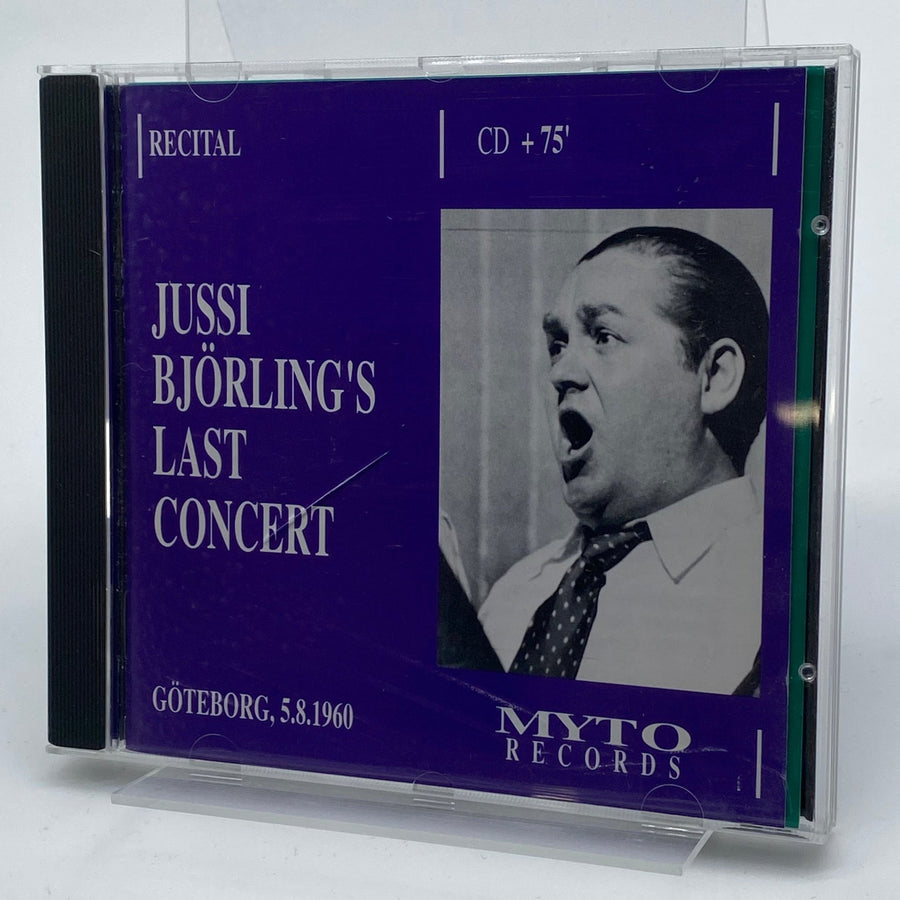 RECITAL
CD + 75'
JUSSI
BJÖRLING'S
LAST
CONCERT
GÖTEBORG, 5.8.1960
MYTO
RECORDS